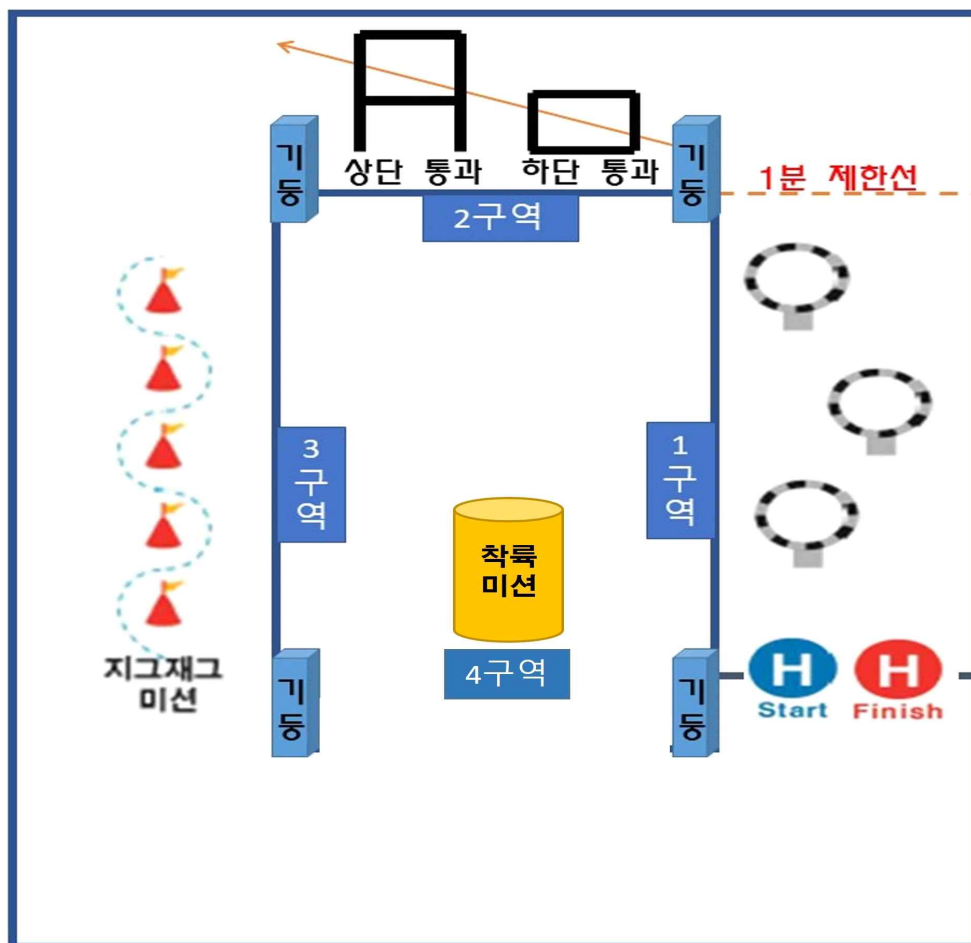 기둥
기둥
상단 통과
하단 통과
1분 제한선
2구역
3구역
1구역
착륙
미션
지그재그
미션
4구역
기둥
기둥
H
H
Start
Finish